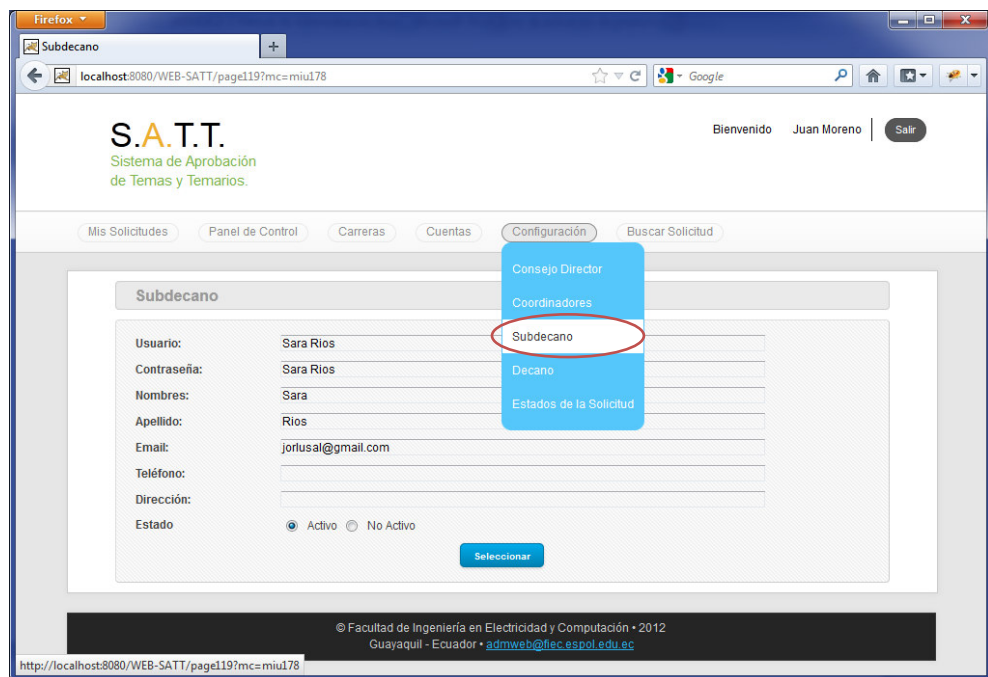 Firefox
Subdecano
localhost:8080/WEB-SATT/page119?mc=miu178
Google
S.A.T.T.
Sistema de Aprobación
de Temas y Temarios.
Bienvenido Juan Moreno Salir
Mis Solicitudes Panel de Control Carreras Cuentas Configuración Buscar Solicitud
Consejo Director
Coordinadores
Subdecano
Decano
Estados de la Solicitud
Subdecano
Usuario: Sara Rios
Contraseña: Sara Rios
Nombres: Sara
Apellido: Rios
Email: jorlusal@gmail.com
Teléfono:
Dirección:
Estado Activo No Activo
Seleccionar
© Facultad de Ingeniería en Electricidad y Computación • 2012
Guayaquil - Ecuador • admweb@fiec.espol.edu.ec
http://localhost:8080/WEB-SATT/page119?mc=miu178